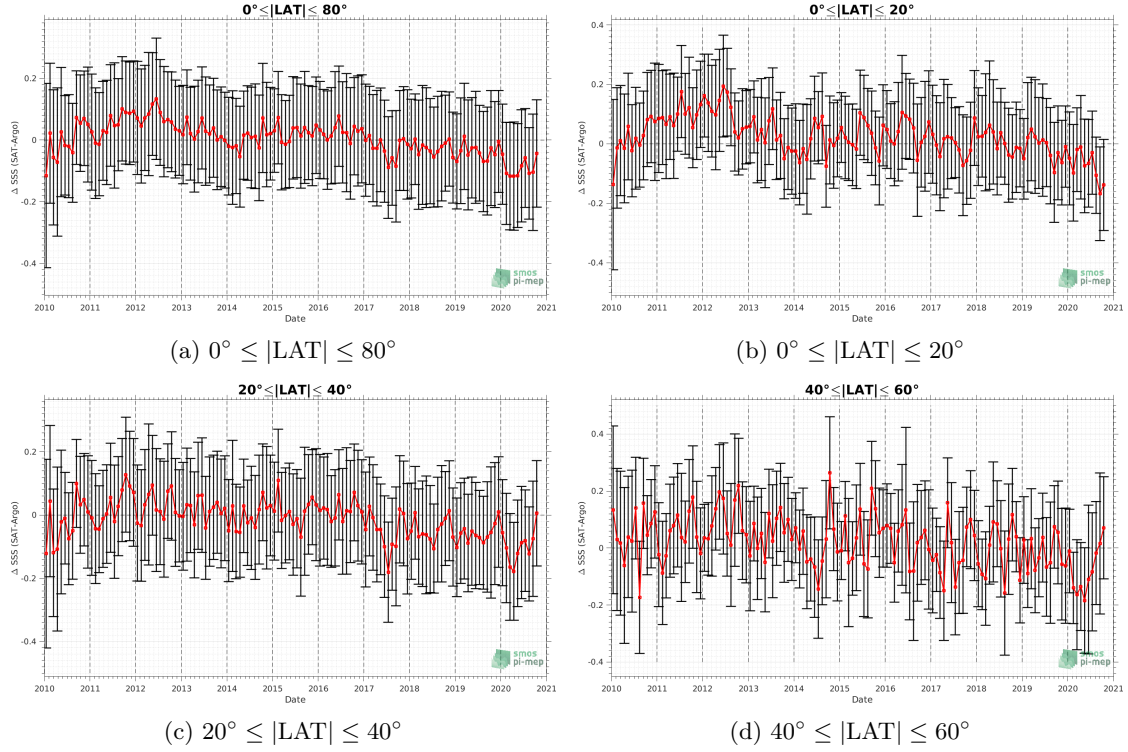 0°≤|LAT|≤ 80°
Δ SSS (SAT-Argo)
0.2
0
-0.2
-0.4
2010 2011 2012 2013 2014 2015 2016 2017 2018 2019 2020 2021
Date
smos
pi-mep
(a) 0° ≤ |LAT| ≤ 80°
0°≤|LAT|≤ 20°
Δ SSS (SAT-Argo)
0.4
0.2
0
-0.2
-0.4
2010 2011 2012 2013 2014 2015 2016 2017 2018 2019 2020 2021
Date
smos
pi-mep
(b) 0° ≤ |LAT| ≤ 20°
20°≤|LAT|≤ 40°
Δ SSS (SAT-Argo)
0.2
0
-0.2
-0.4
2010 2011 2012 2013 2014 2015 2016 2017 2018 2019 2020 2021
Date
smos
pi-mep
(c) 20° ≤ |LAT| ≤ 40°
40°≤|LAT|≤ 60°
Δ SSS (SAT-Argo)
0.4
0.2
0
-0.2
-0.4
2010 2011 2012 2013 2014 2015 2016 2017 2018 2019 2020 2021
Date
smos
pi-mep
(d) 40° ≤ |LAT| ≤ 60°